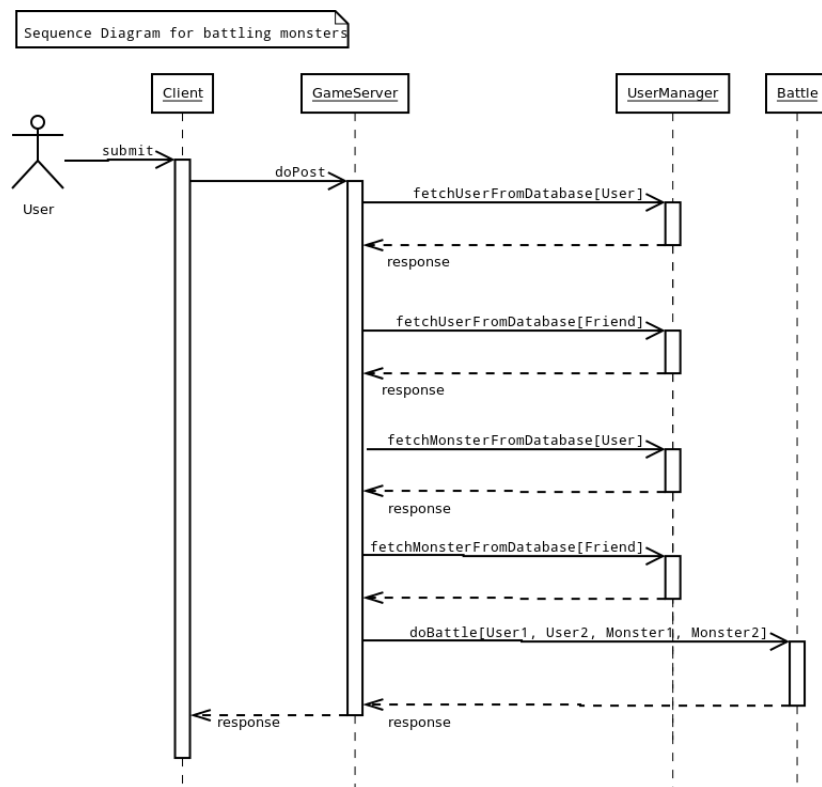 Sequence Diagram for battling monsters
Client
GameServer
UserManager
Battle
User
submit
doPost
fetchUserFromDatabase[User]
response
fetchUserFromDatabase[Friend]
response
fetchMonsterFromDatabase[User]
response
fetchMonsterFromDatabase[Friend]
doBattle[User1, User2, Monster1, Monster2]
response
response